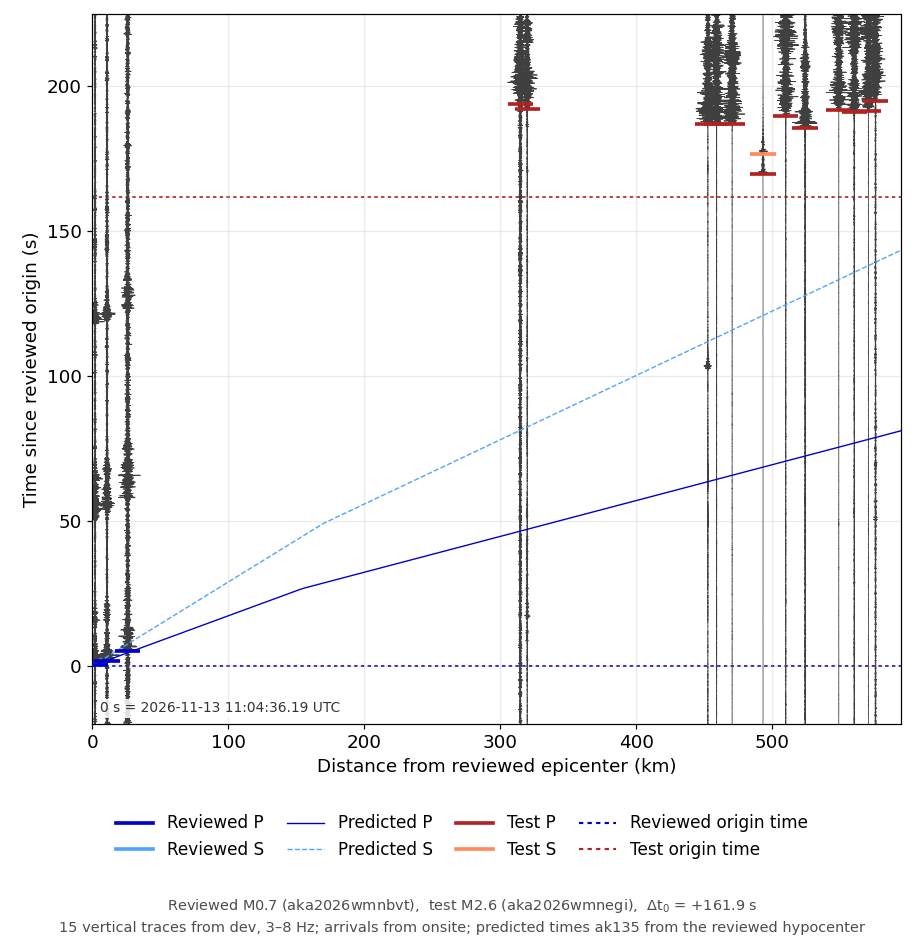 200
150
100
50
0
Time since reviewed origin (s)
0 s = 2026-11-13 11:04:36.19 UTC
0 100 200 300 400 500
Distance from reviewed epicenter (km)
Reviewed P Predicted P Test P Reviewed origin time
Reviewed S Predicted S Test S Test origin time
Reviewed M0.7 (aka2026wmnbvt), test M2.6 (aka2026wmnegi), Δt₀ = +161.9 s
15 vertical traces from dev, 3–8 Hz; arrivals from onsite; predicted times ak135 from the reviewed hypocenter